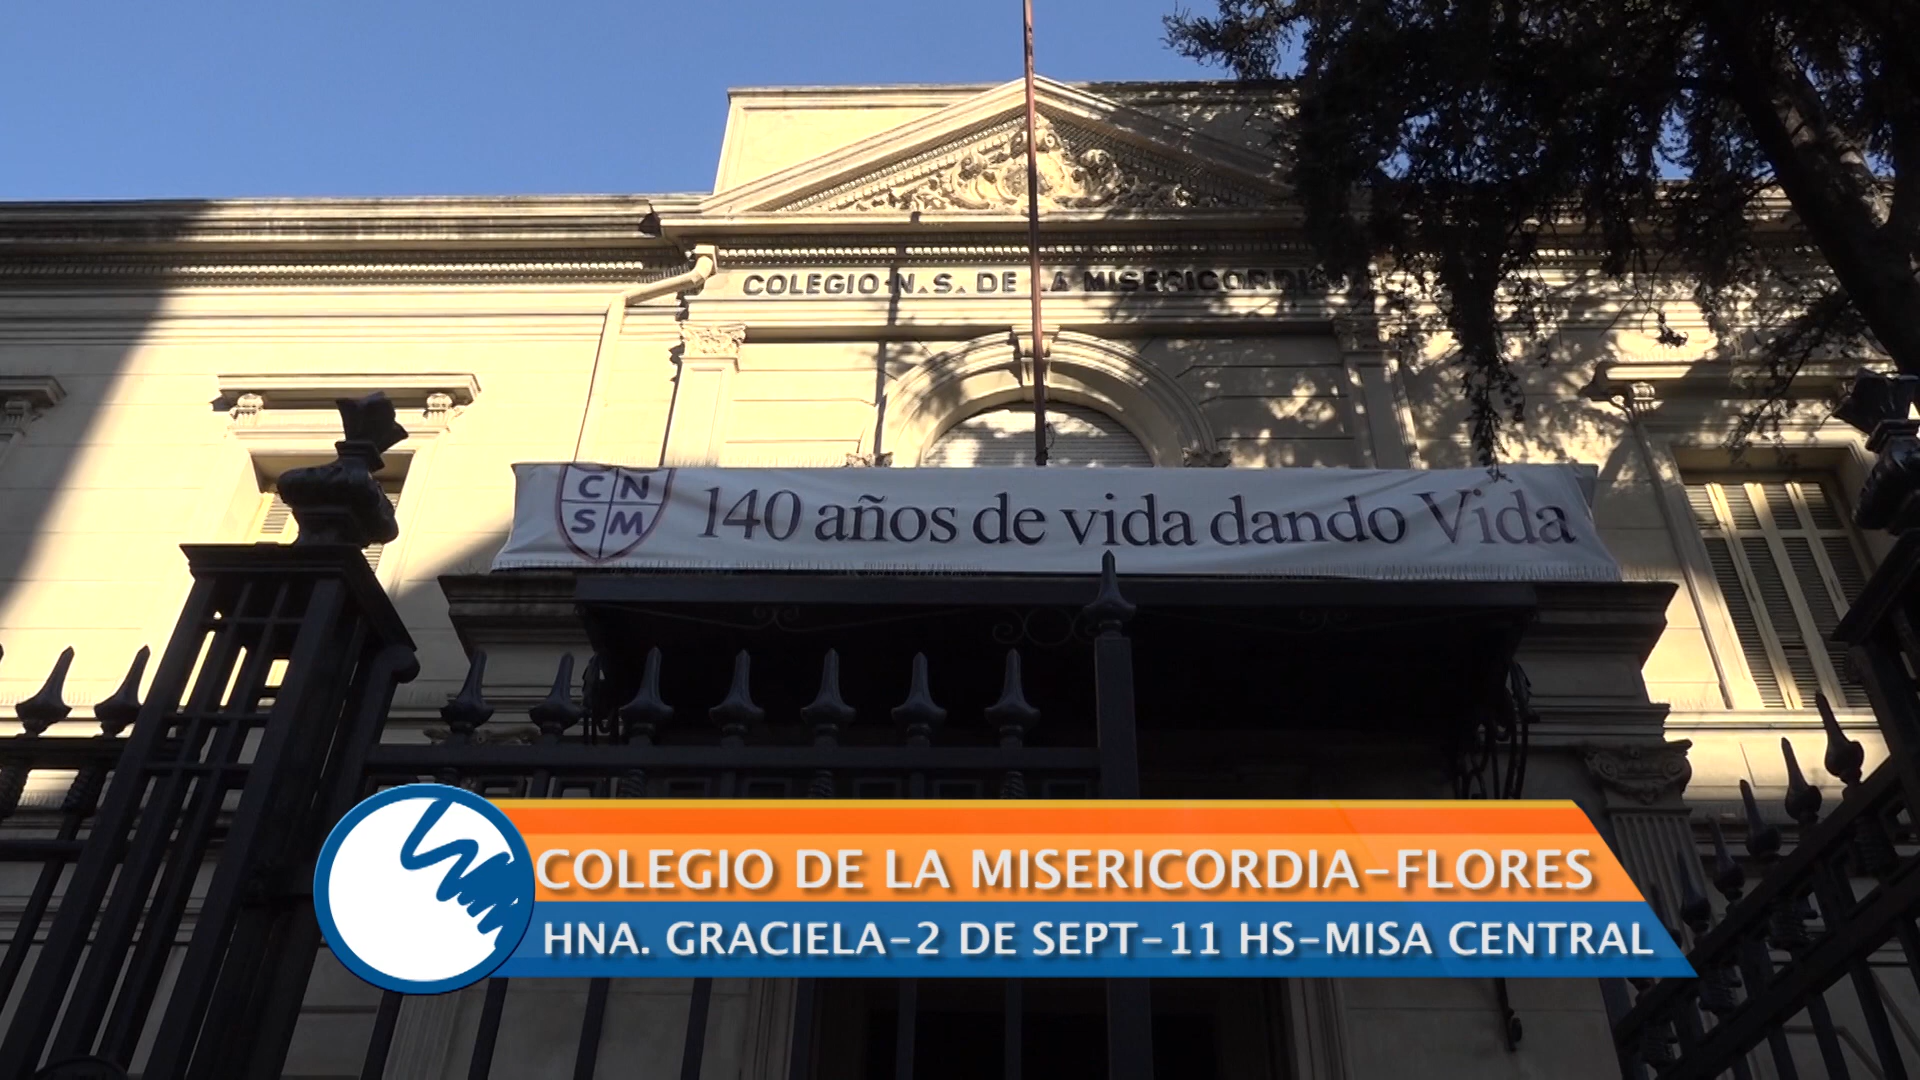 COLEGIO N.S. DE LA MISERICORDIA
C N
S M
140 años de vida dando Vida
COLEGIO DE LA MISERICORDIA-FLORES
HNA. GRACIELA-2 DE SEPT-11 HS-MISA CENTRAL